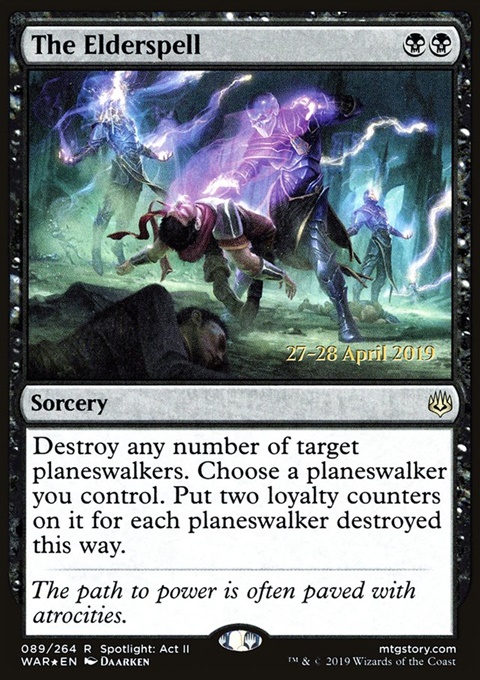 The Elderspell
27-28 April 2019
Sorcery
Destroy any number of target
planeswalkers. Choose a planeswalker
you control. Put two loyalty counters
on it for each planeswalker destroyed
this way.
The path to power is often paved with
atrocities.
089/264 R Spotlight: Act II
mtgstory.com
WAR★EN Daarken
™ & © 2019 Wizards of the Coast